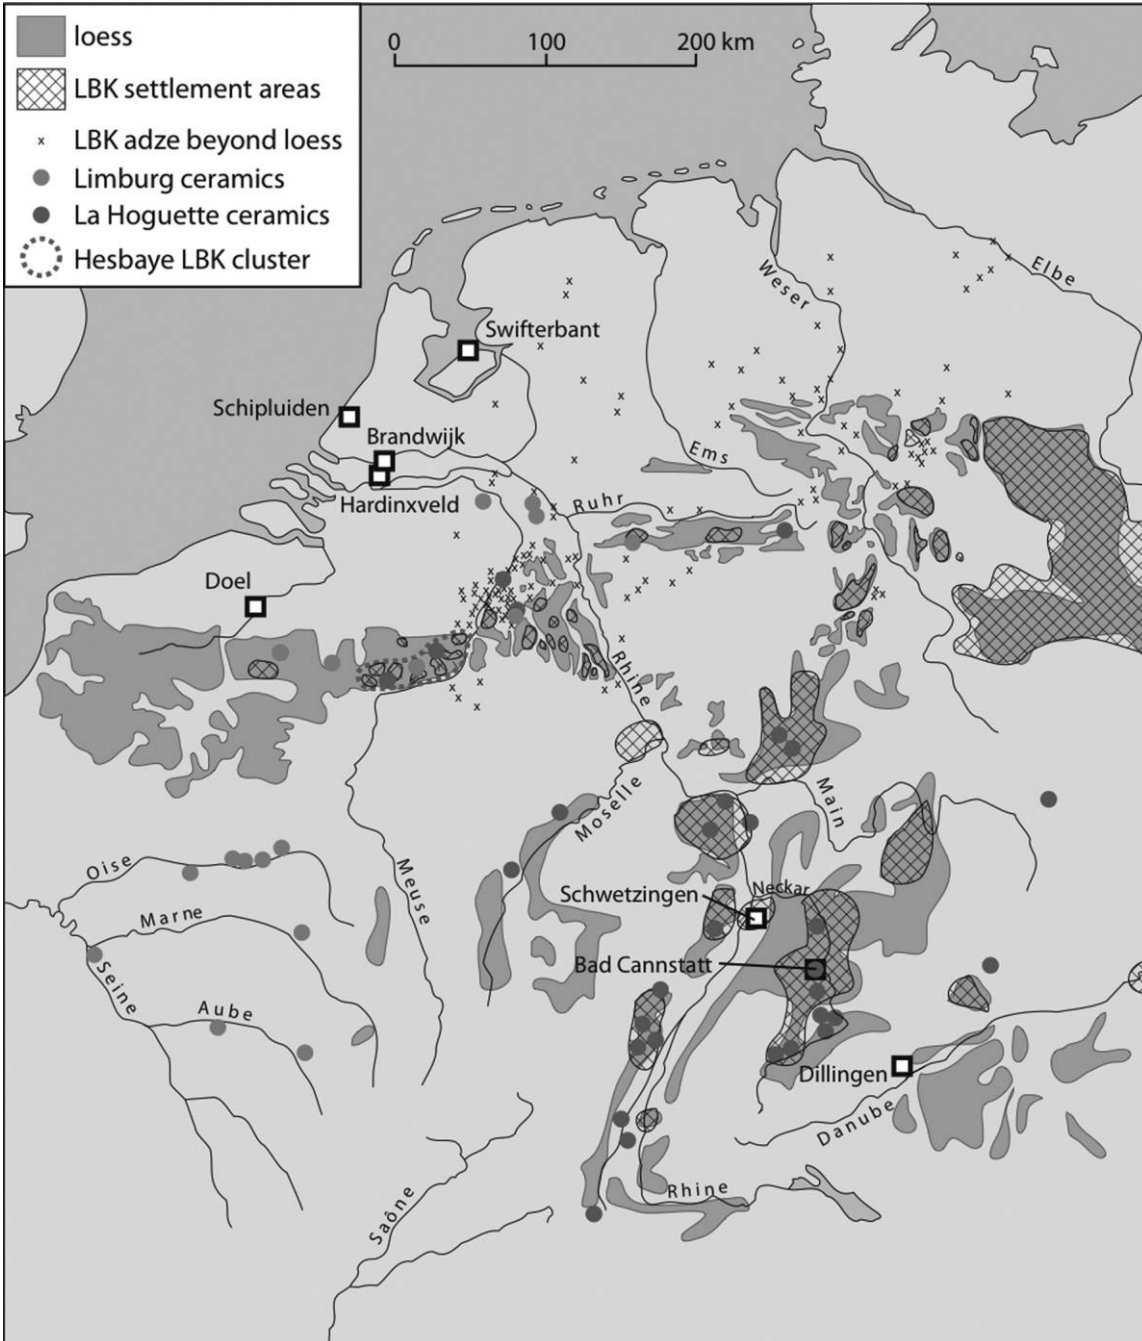 loess
LBK settlement areas
LBK adze beyond loess
Limburg ceramics
La Hoguette ceramics
Hesbaye LBK cluster
0 100 200 km
Elbe
Weser
Swifterbant
Schipluiden
Brandwijk
Ems
Hardinxveld
Ruhr
Doel
Rhine
Main
Moselle
Oise
Meuse
Neckar
Schwetzingen
Marne
Bad Cannstatt
Seine
Aube
Dillingen
Danube
Rhine
Saône